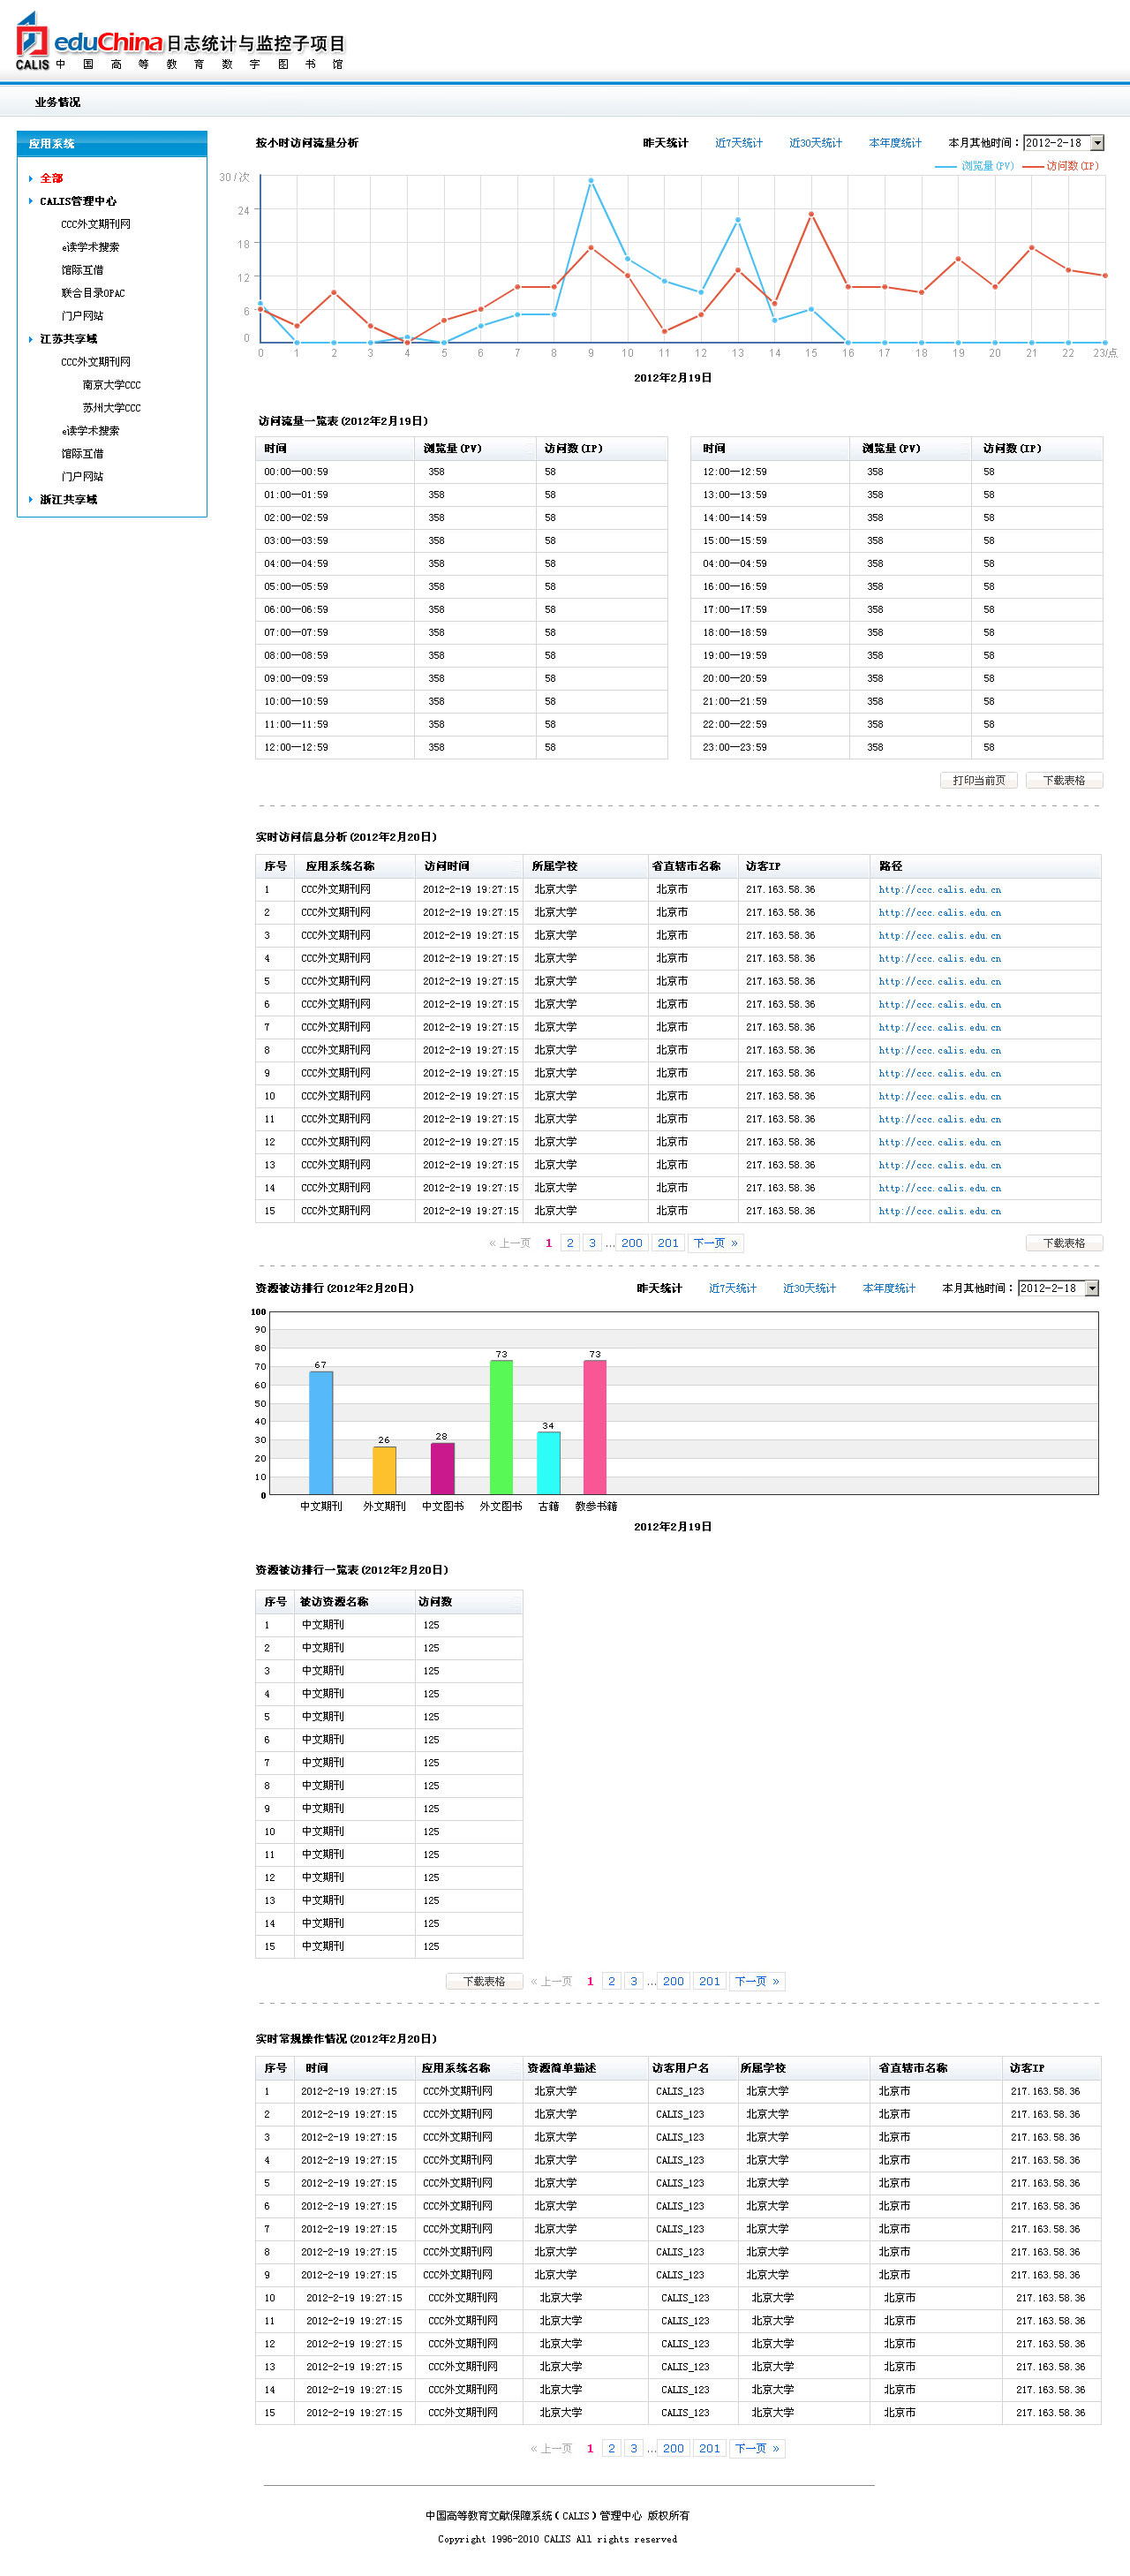 eduChina日志统计与监控子项目
CALIS 中国高等教育数字图书馆
业务情况
应用系统
全部
CALIS管理中心
CCC外文期刊网
e读学术搜索
馆际互借
联合目录OPAC
门户网站
江苏共享域
CCC外文期刊网
南京大学CCC
苏州大学CCC
e读学术搜索
馆际互借
门户网站
浙江共享域
按小时访问流量分析 昨天统计 近7天统计 近30天统计 本年度统计 本月其他时间：2012-2-18
浏览量(PV) 访问数(IP)
30/次
24
18
12
6
0
0 1 2 3 4 5 6 7 8 9 10 11 12 13 14 15 16 17 18 19 20 21 22 23/点
2012年2月19日
访问流量一览表(2012年2月19日)
时间 浏览量(PV) 访问数(IP) 时间 浏览量(PV) 访问数(IP)
00:00—00:59 358 58 12:00—12:59 358 58
01:00—01:59 358 58 13:00—13:59 358 58
02:00—02:59 358 58 14:00—14:59 358 58
03:00—03:59 358 58 15:00—15:59 358 58
04:00—04:59 358 58 04:00—04:59 358 58
05:00—05:59 358 58 16:00—16:59 358 58
06:00—06:59 358 58 17:00—17:59 358 58
07:00—07:59 358 58 18:00—18:59 358 58
08:00—08:59 358 58 19:00—19:59 358 58
09:00—09:59 358 58 20:00—20:59 358 58
10:00—10:59 358 58 21:00—21:59 358 58
11:00—11:59 358 58 22:00—22:59 358 58
12:00—12:59 358 58 23:00—23:59 358 58
打印当前页 下载表格
实时访问信息分析(2012年2月20日)
序号 应用系统名称 访问时间 所属学校 省直辖市名称 访客IP 路径
1 CCC外文期刊网 2012-2-19 19:27:15 北京大学 北京市 217.163.58.36 http://ccc.calis.edu.cn
2 CCC外文期刊网 2012-2-19 19:27:15 北京大学 北京市 217.163.58.36 http://ccc.calis.edu.cn
3 CCC外文期刊网 2012-2-19 19:27:15 北京大学 北京市 217.163.58.36 http://ccc.calis.edu.cn
4 CCC外文期刊网 2012-2-19 19:27:15 北京大学 北京市 217.163.58.36 http://ccc.calis.edu.cn
5 CCC外文期刊网 2012-2-19 19:27:15 北京大学 北京市 217.163.58.36 http://ccc.calis.edu.cn
6 CCC外文期刊网 2012-2-19 19:27:15 北京大学 北京市 217.163.58.36 http://ccc.calis.edu.cn
7 CCC外文期刊网 2012-2-19 19:27:15 北京大学 北京市 217.163.58.36 http://ccc.calis.edu.cn
8 CCC外文期刊网 2012-2-19 19:27:15 北京大学 北京市 217.163.58.36 http://ccc.calis.edu.cn
9 CCC外文期刊网 2012-2-19 19:27:15 北京大学 北京市 217.163.58.36 http://ccc.calis.edu.cn
10 CCC外文期刊网 2012-2-19 19:27:15 北京大学 北京市 217.163.58.36 http://ccc.calis.edu.cn
11 CCC外文期刊网 2012-2-19 19:27:15 北京大学 北京市 217.163.58.36 http://ccc.calis.edu.cn
12 CCC外文期刊网 2012-2-19 19:27:15 北京大学 北京市 217.163.58.36 http://ccc.calis.edu.cn
13 CCC外文期刊网 2012-2-19 19:27:15 北京大学 北京市 217.163.58.36 http://ccc.calis.edu.cn
14 CCC外文期刊网 2012-2-19 19:27:15 北京大学 北京市 217.163.58.36 http://ccc.calis.edu.cn
15 CCC外文期刊网 2012-2-19 19:27:15 北京大学 北京市 217.163.58.36 http://ccc.calis.edu.cn
« 上一页 1 2 3 ...200 201 下一页 » 下载表格
资源被访排行(2012年2月20日) 昨天统计 近7天统计 近30天统计 本年度统计 本月其他时间：2012-2-18
100
90
80
70
60
50
40
30
20
10
0
67 26 28 73 34 73
中文期刊 外文期刊 中文图书 外文图书 古籍 教参书籍
2012年2月19日
资源被访排行一览表(2012年2月20日)
序号 被访资源名称 访问数
1 中文期刊 125
2 中文期刊 125
3 中文期刊 125
4 中文期刊 125
5 中文期刊 125
6 中文期刊 125
7 中文期刊 125
8 中文期刊 125
9 中文期刊 125
10 中文期刊 125
11 中文期刊 125
12 中文期刊 125
13 中文期刊 125
14 中文期刊 125
15 中文期刊 125
下载表格 « 上一页 1 2 3 ...200 201 下一页 »
实时常规操作情况(2012年2月20日)
序号 时间 应用系统名称 资源简单描述 访客用户名 所属学校 省直辖市名称 访客IP
1 2012-2-19 19:27:15 CCC外文期刊网 北京大学 CALIS_123 北京大学 北京市 217.163.58.36
2 2012-2-19 19:27:15 CCC外文期刊网 北京大学 CALIS_123 北京大学 北京市 217.163.58.36
3 2012-2-19 19:27:15 CCC外文期刊网 北京大学 CALIS_123 北京大学 北京市 217.163.58.36
4 2012-2-19 19:27:15 CCC外文期刊网 北京大学 CALIS_123 北京大学 北京市 217.163.58.36
5 2012-2-19 19:27:15 CCC外文期刊网 北京大学 CALIS_123 北京大学 北京市 217.163.58.36
6 2012-2-19 19:27:15 CCC外文期刊网 北京大学 CALIS_123 北京大学 北京市 217.163.58.36
7 2012-2-19 19:27:15 CCC外文期刊网 北京大学 CALIS_123 北京大学 北京市 217.163.58.36
8 2012-2-19 19:27:15 CCC外文期刊网 北京大学 CALIS_123 北京大学 北京市 217.163.58.36
9 2012-2-19 19:27:15 CCC外文期刊网 北京大学 CALIS_123 北京大学 北京市 217.163.58.36
10 2012-2-19 19:27:15 CCC外文期刊网 北京大学 CALIS_123 北京大学 北京市 217.163.58.36
11 2012-2-19 19:27:15 CCC外文期刊网 北京大学 CALIS_123 北京大学 北京市 217.163.58.36
12 2012-2-19 19:27:15 CCC外文期刊网 北京大学 CALIS_123 北京大学 北京市 217.163.58.36
13 2012-2-19 19:27:15 CCC外文期刊网 北京大学 CALIS_123 北京大学 北京市 217.163.58.36
14 2012-2-19 19:27:15 CCC外文期刊网 北京大学 CALIS_123 北京大学 北京市 217.163.58.36
15 2012-2-19 19:27:15 CCC外文期刊网 北京大学 CALIS_123 北京大学 北京市 217.163.58.36
« 上一页 1 2 3 ...200 201 下一页 »
中国高等教育文献保障系统(CALIS)管理中心 版权所有
Copyright 1996-2010 CALIS All rights reserved